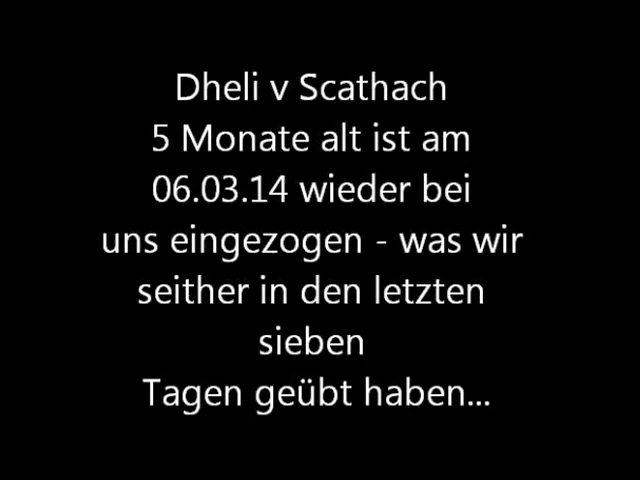 Dheli v Scathach
5 Monate alt ist am
06.03.14 wieder bei
uns eingezogen - was wir
seither in den letzten
sieben
Tagen geübt haben...